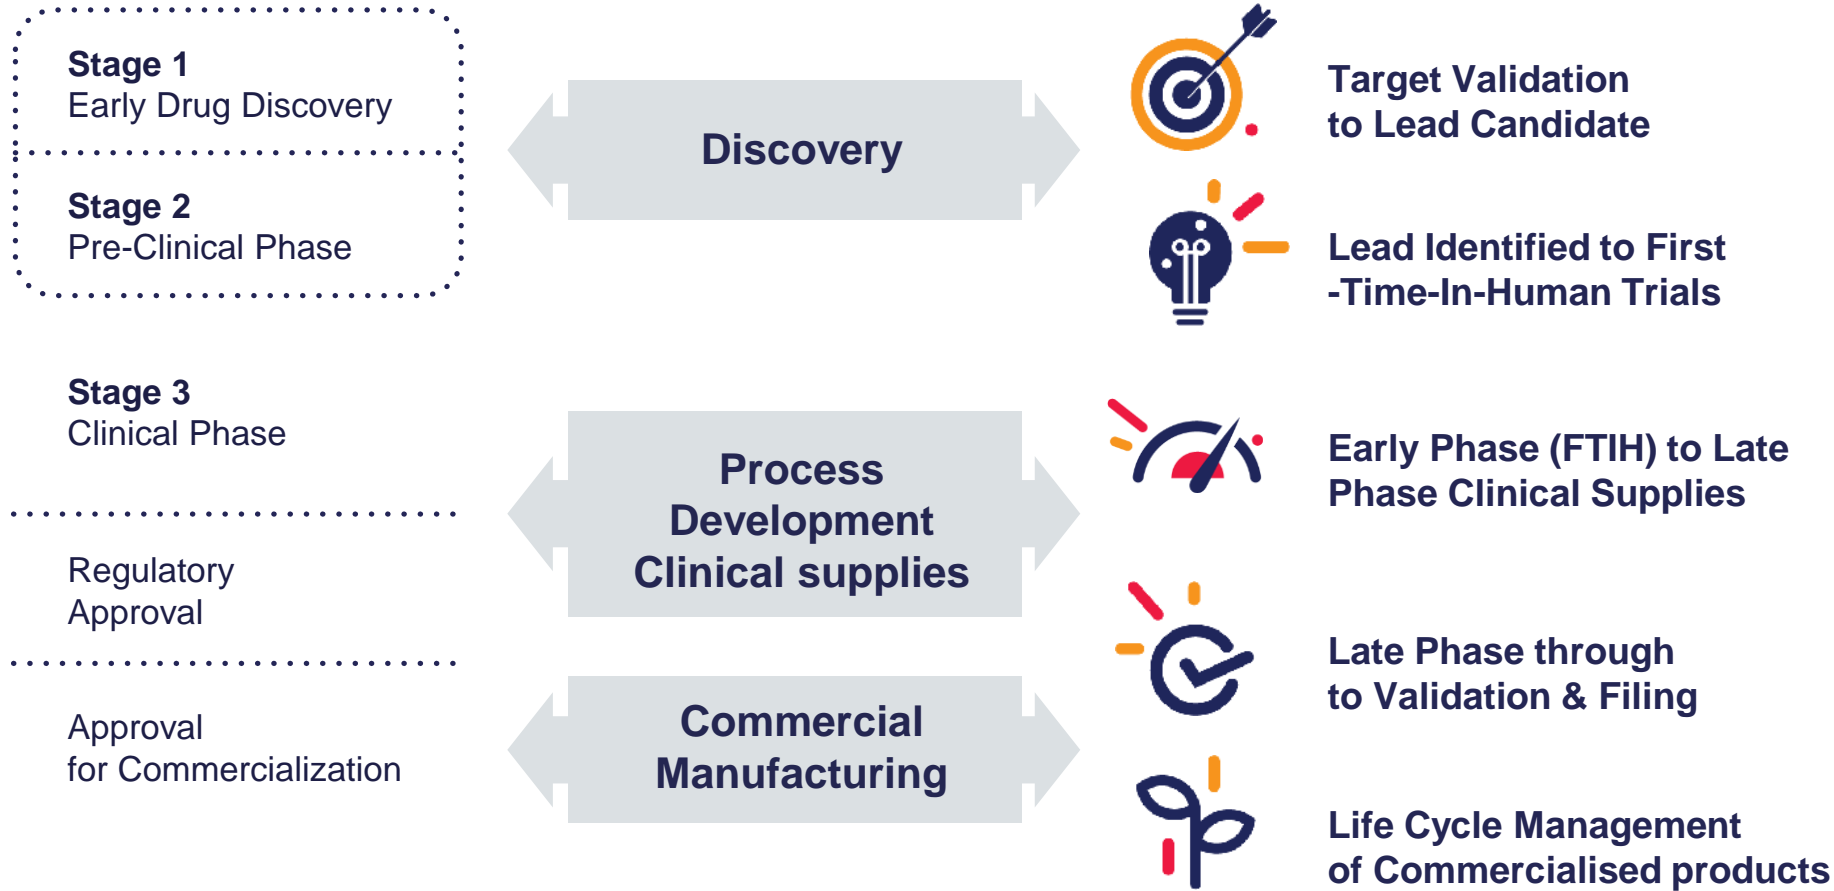 Stage 1
Early Drug Discovery
Stage 2
Pre-Clinical Phase
Stage 3
Clinical Phase
Regulatory
Approval
Approval
for Commercialization
Discovery
Process
Development
Clinical supplies
Commercial
Manufacturing
Target Validation
to Lead Candidate
Lead Identified to First
-Time-In-Human Trials
Early Phase (FTIH) to Late
Phase Clinical Supplies
Late Phase through
to Validation & Filing
Life Cycle Management
of Commercialised products